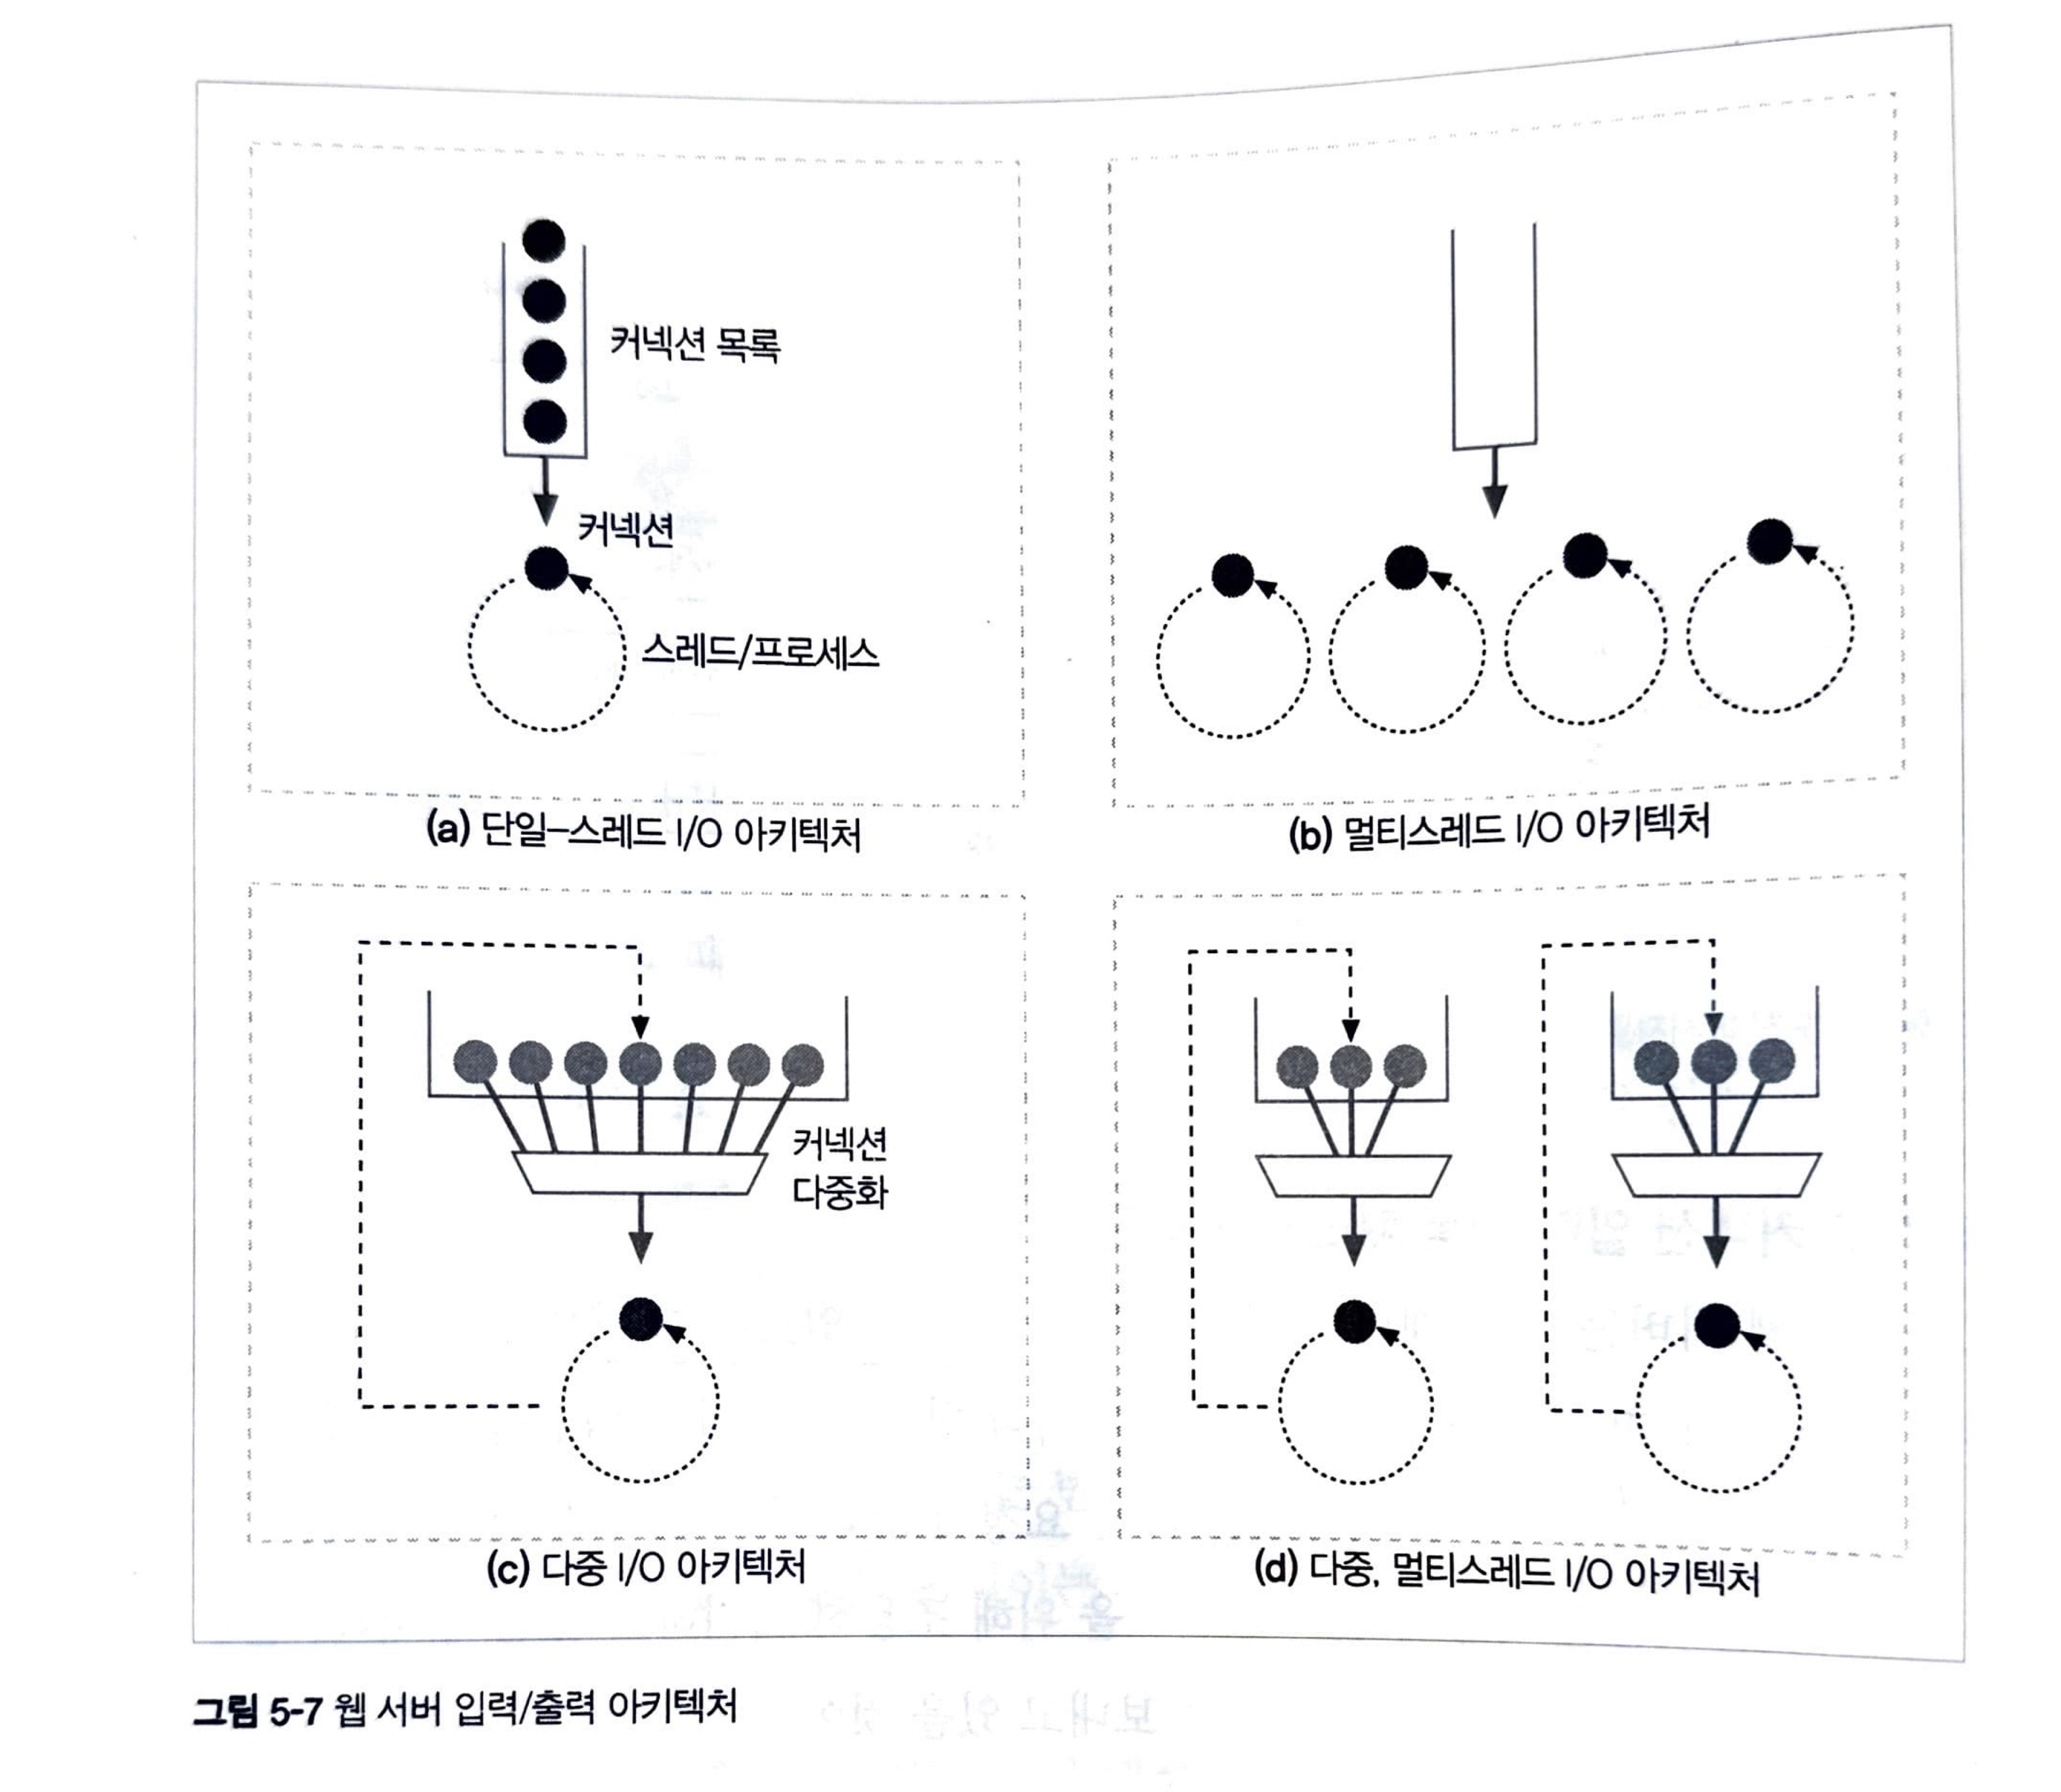 커넥션 목록
커넥션
스레드/프로세스
(a) 단일-스레드 I/O 아키텍처
(b) 멀티스레드 I/O 아키텍처
커넥션
다중화
(c) 다중 I/O 아키텍처
(d) 다중, 멀티스레드 I/O 아키텍처
그림 5-7 웹 서버 입력/출력 아키텍처